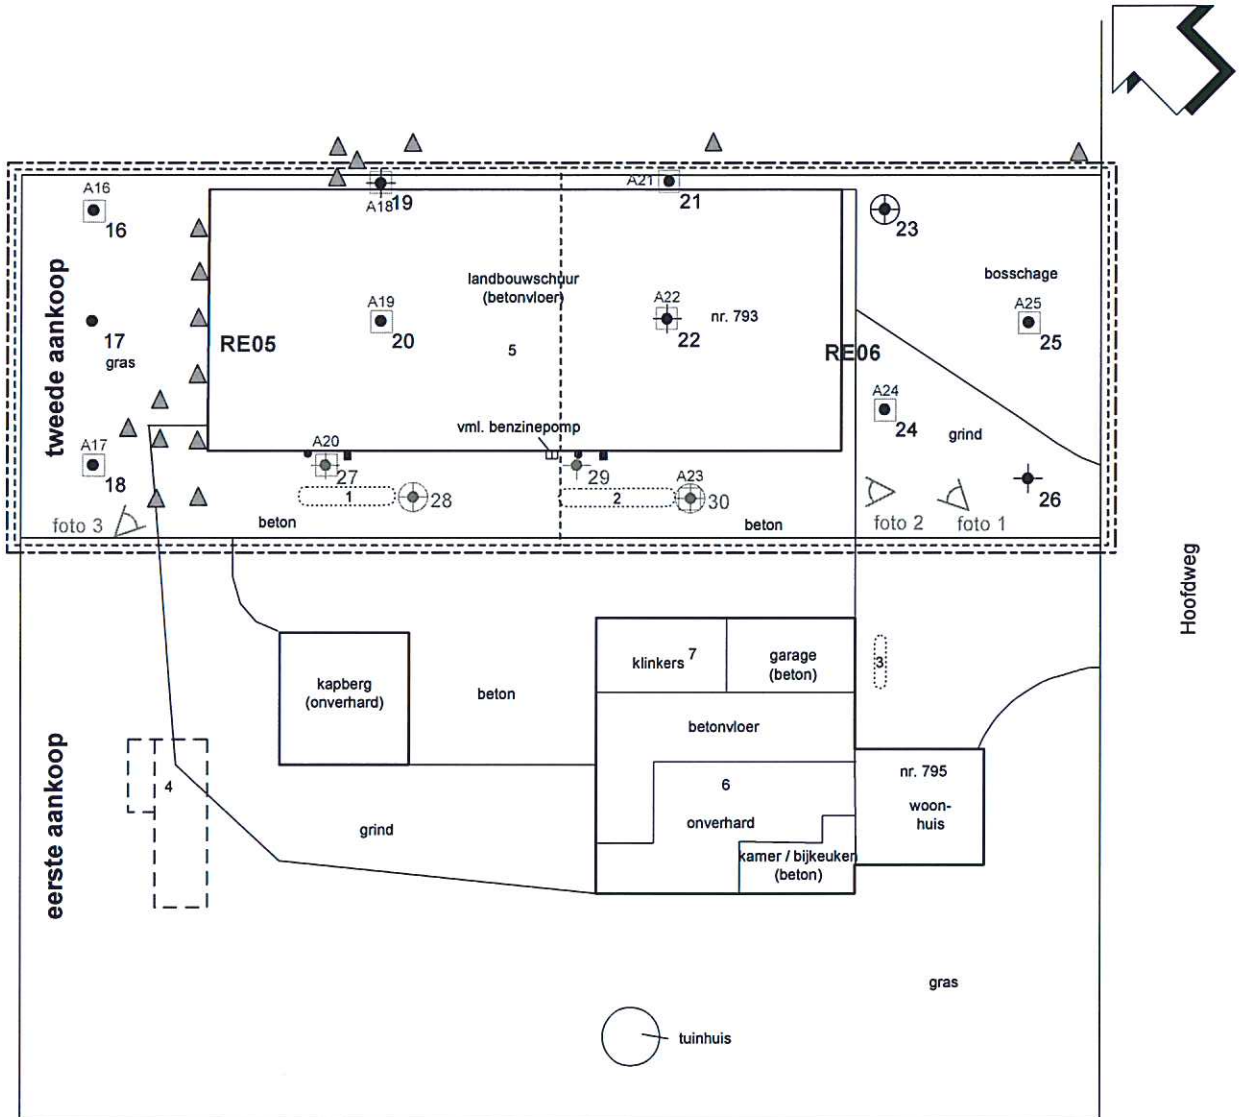 A16
16
tweede aankoop
17
gras
A17
18
foto 3
A18
19
A21
21
23
bosschage
landbouwschuur
(betonvloer)
A19
20
A22
22
nr. 793
A25
25
RE05
5
RE06
A24
24
grind
vml. benzinepomp
A20
27
1
28
29
2
A23
30
26
foto 2
foto 1
beton
beton
Hoofdweg
klinkers
7
garage
(beton)
3
kapberg
(onverhard)
beton
betonvloer
eerste aankoop
4
6
nr. 795
woon-
huis
grind
onverhard
kamer / bijkeuken
(beton)
gras
tuinhuis